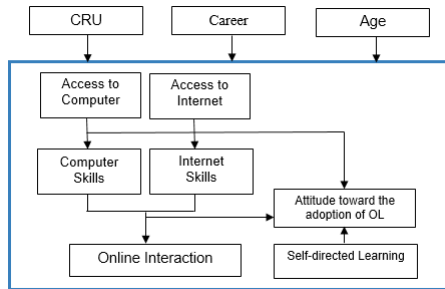 CRU
Career
Age
Access to
Computer
Access to
Internet
Computer
Skills
Internet
Skills
Attitude toward the
adoption of OL
Online Interaction
Self-directed Learning